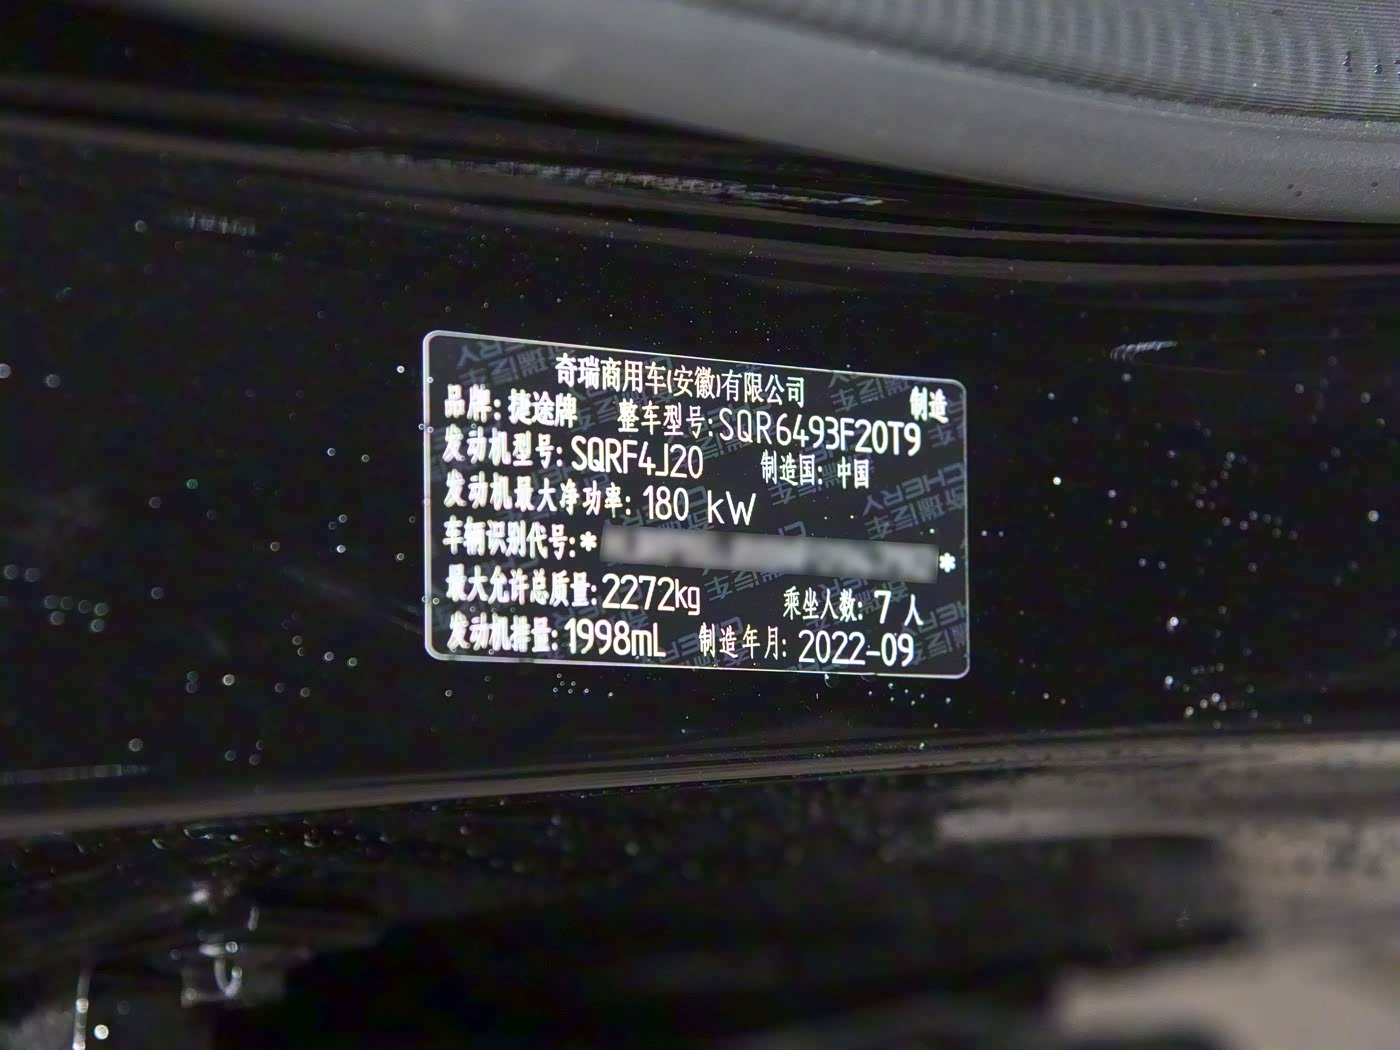 奇瑞商用车(安徽)有限公司 制造
品牌: 捷途牌 整车型号: SQR6493F20T9
发动机型号: SQRF4J20 制造国: 中国
发动机最大净功率: 180 kW
车辆识别代号: * *
最大允许总质量: 2272kg 乘坐人数: 7 人
发动机排量: 1998mL 制造年月: 2022-09